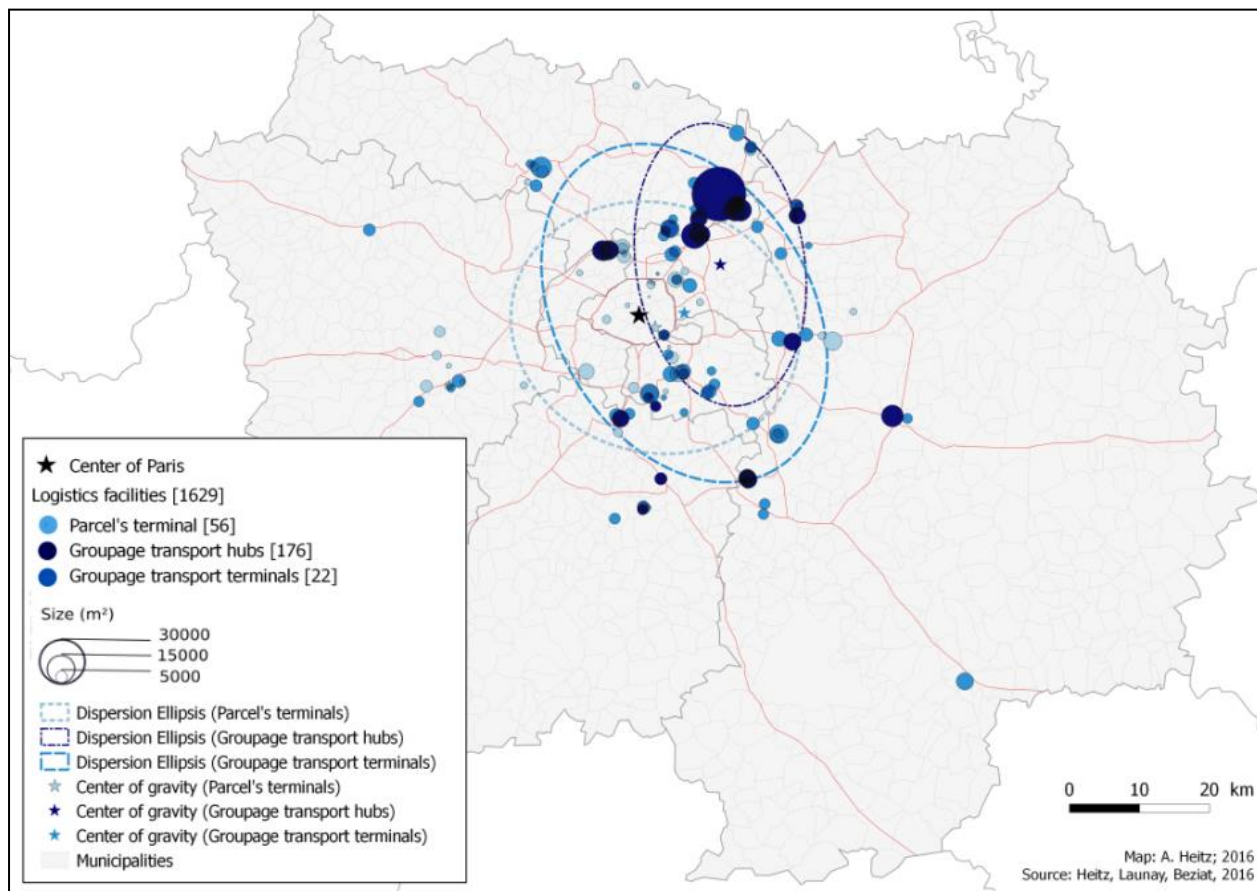 Center of Paris
Logistics facilities [1629]
Parcel's terminal [56]
Groupage transport hubs [176]
Groupage transport terminals [22]
Size (m²)
30000
15000
5000
Dispersion Ellipsis (Parcel's terminals)
Dispersion Ellipsis (Groupage transport hubs)
Dispersion Ellipsis (Groupage transport terminals)
Center of gravity (Parcel's terminals)
Center of gravity (Groupage transport hubs)
Center of gravity (Groupage transport terminals)
Municipalities
0 10 20 km
Map: A. Heitz; 2016
Source: Heitz, Launay, Beziat, 2016